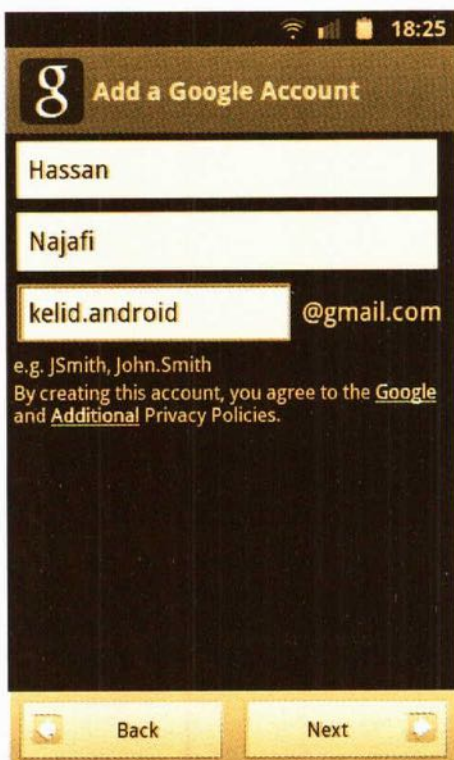 18:25
g Add a Google Account
Hassan
Najafi
kelid.android @gmail.com
e.g. JSmith, John.Smith
By creating this account, you agree to the Google
and Additional Privacy Policies.
Back Next